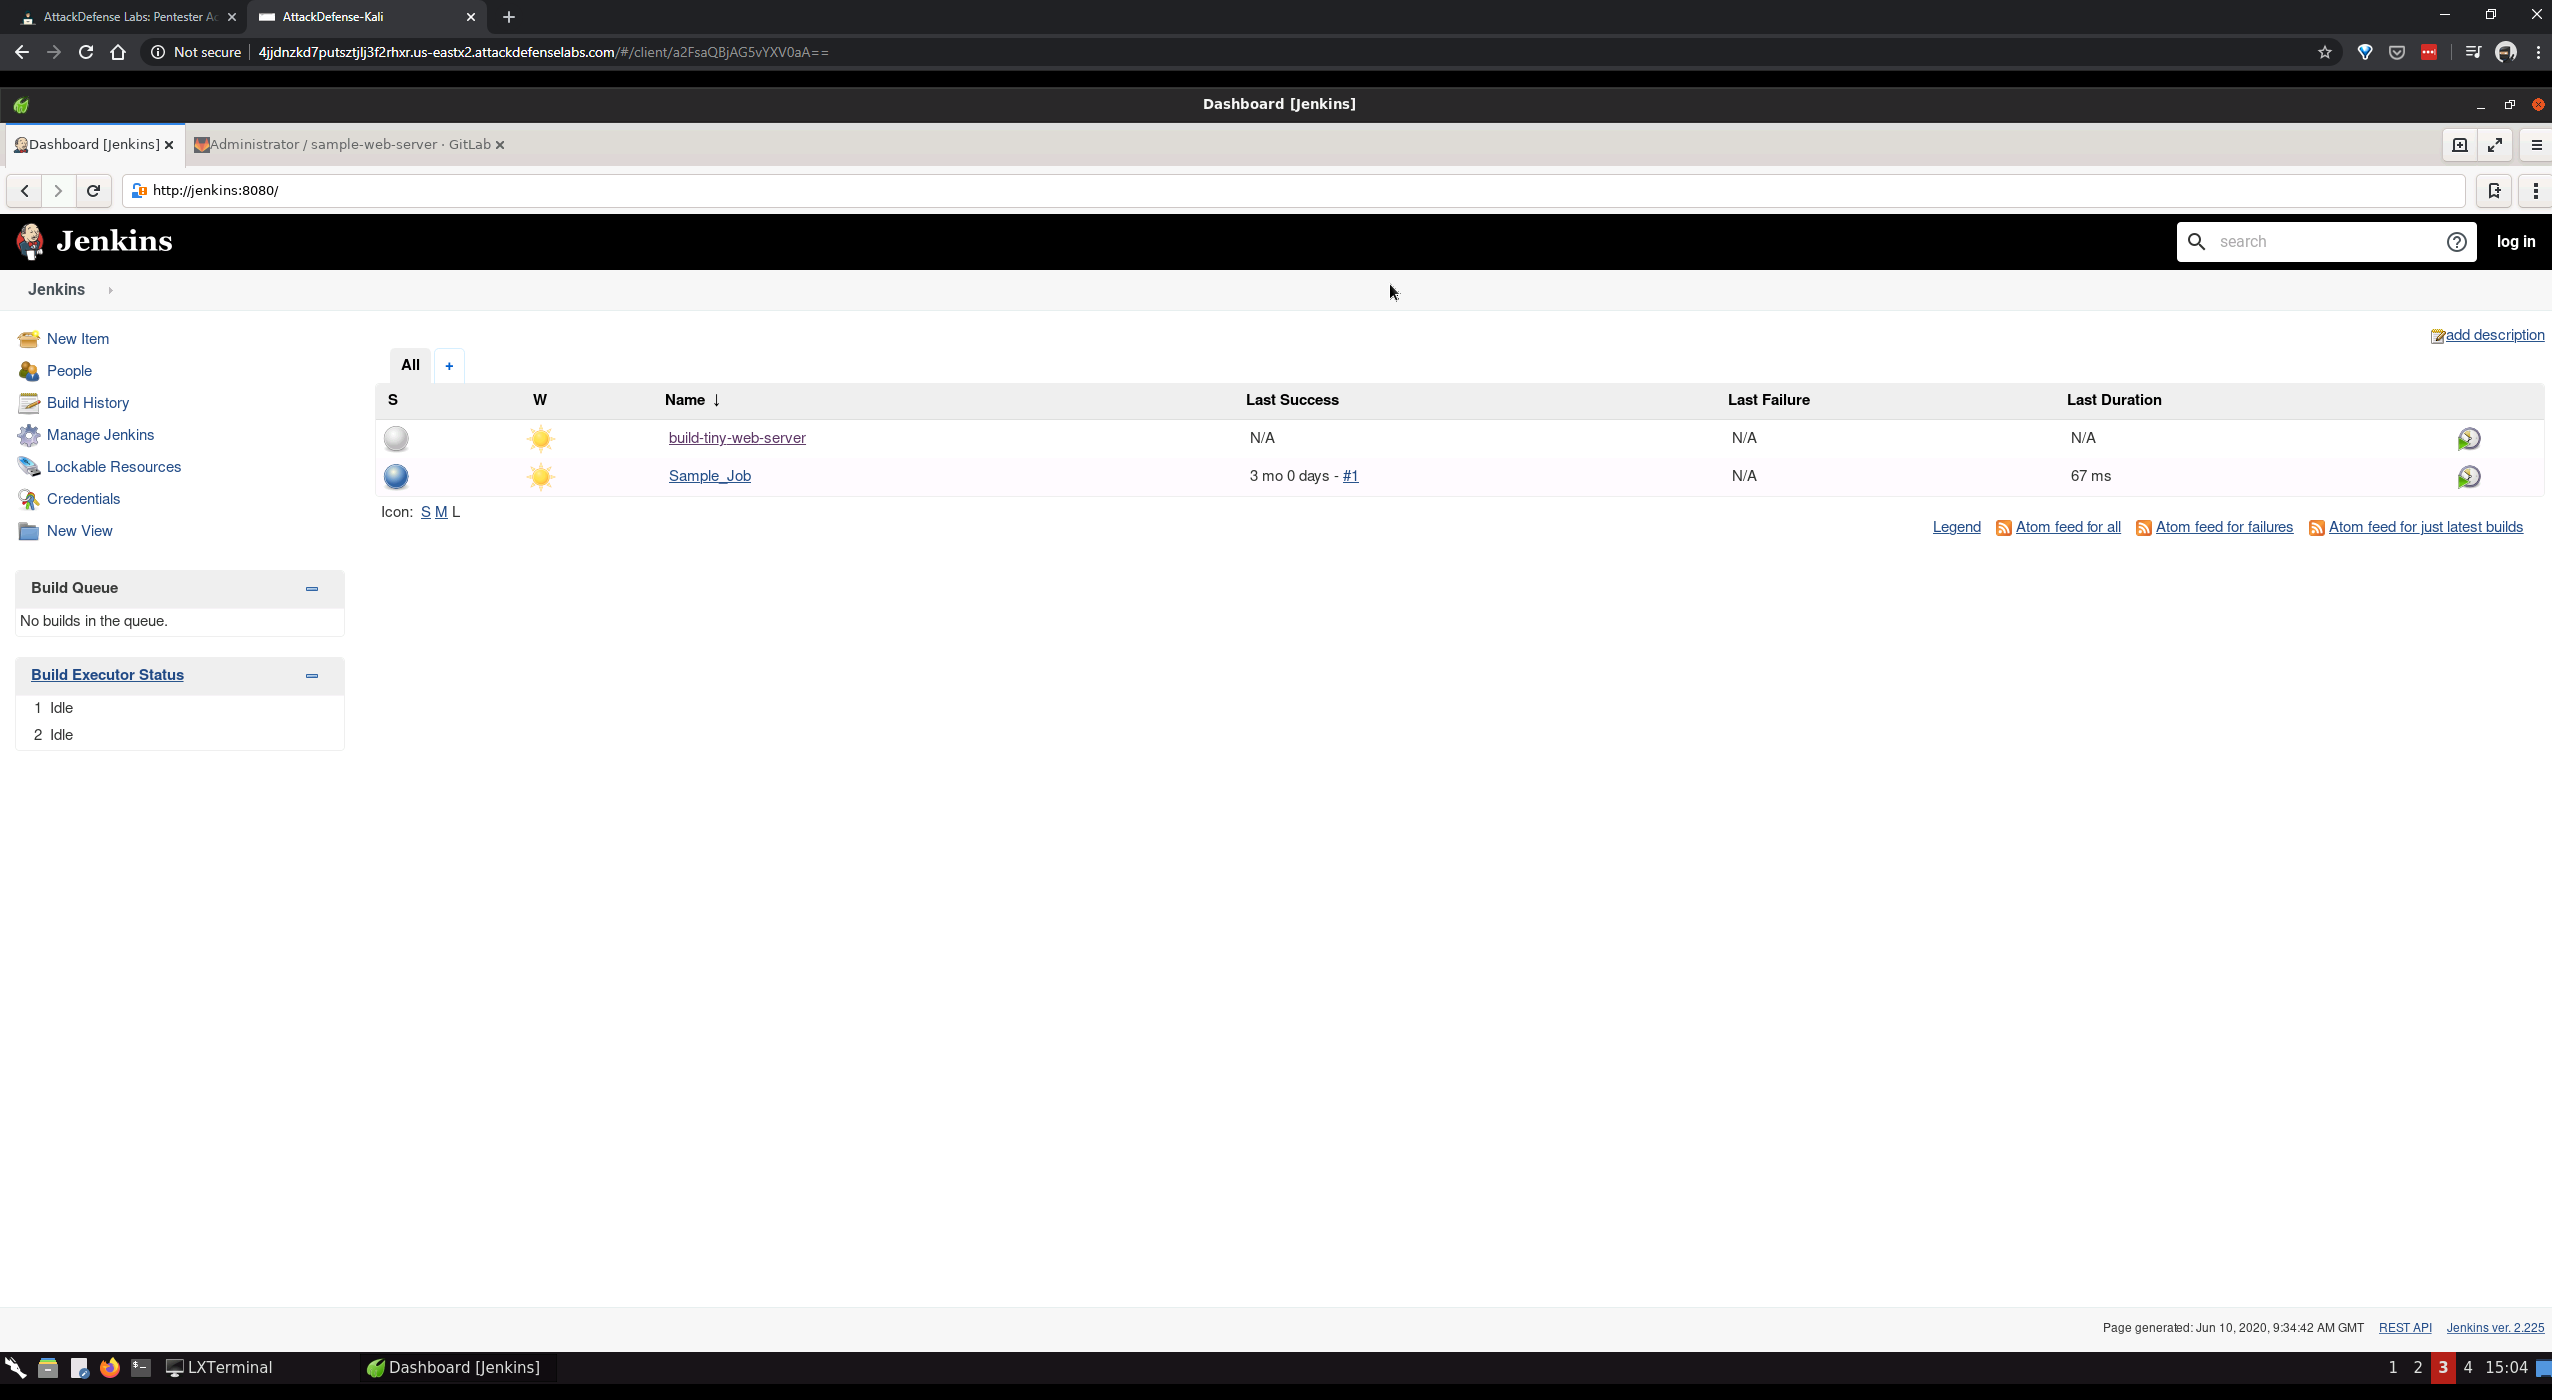 AttackDefense Labs: Pentester Ac
AttackDefense-Kali
Not secure
4jjdnzkd7putsztjlj3f2rhxr.us-eastx2.attackdefenselabs.com/#/client/a2FsaQBjAG5vYXV0aA==
Dashboard [Jenkins]
Dashboard [Jenkins]
Administrator / sample-web-server · GitLab
http://jenkins:8080/
Jenkins
search
log in
Jenkins
New Item
People
Build History
Manage Jenkins
Lockable Resources
Credentials
New View
add description
All +
S W Name ↓ Last Success Last Failure Last Duration
build-tiny-web-server N/A N/A N/A
Sample_Job 3 mo 0 days - #1 N/A 67 ms
Icon: S M L
Legend Atom feed for all Atom feed for failures Atom feed for just latest builds
Build Queue
No builds in the queue.
Build Executor Status
1 Idle
2 Idle
Page generated: Jun 10, 2020, 9:34:42 AM GMT REST API Jenkins ver. 2.225
LXTerminal
Dashboard [Jenkins]
1 2 3 4 15:04